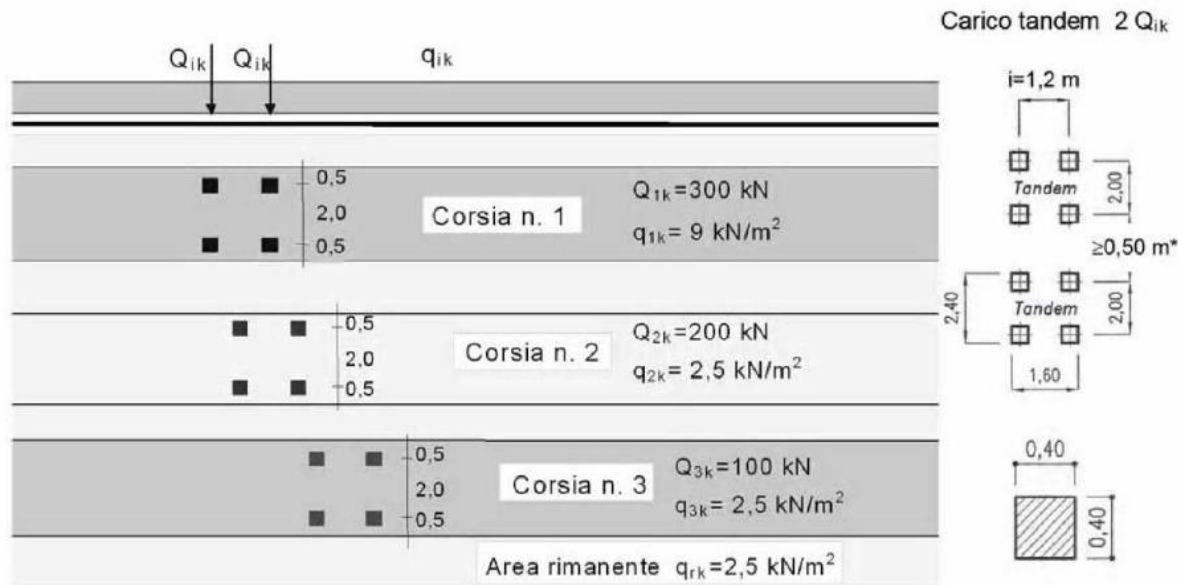 Carico tandem 2 Qik
Qik Qik qik
i=1,2 m
0,5
2,0
0,5
Corsia n. 1
Q1k=300 kN
q1k= 9 kN/m²
Tandem
2,00
≥0,50 m*
0,5
2,0
0,5
Corsia n. 2
Q2k=200 kN
q2k= 2,5 kN/m²
2,40
Tandem
2,00
1,60
0,5
2,0
0,5
Corsia n. 3
Q3k=100 kN
q3k= 2,5 kN/m²
0,40
0,40
Area rimanente qrk=2,5 kN/m²